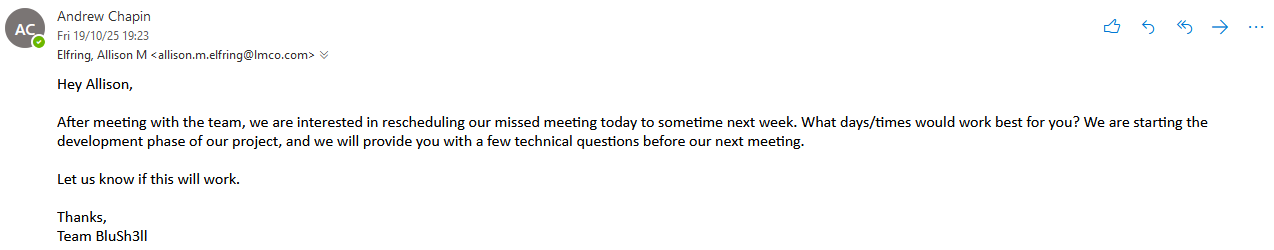 Andrew Chapin
AC
Fri 19/10/25 19:23
Elfring, Allison M <allison.m.elfring@lmco.com>
Hey Allison,
After meeting with the team, we are interested in rescheduling our missed meeting today to sometime next week. What days/times would work best for you? We are starting the
development phase of our project, and we will provide you with a few technical questions before our next meeting.
Let us know if this will work.
Thanks,
Team BluSh3ll